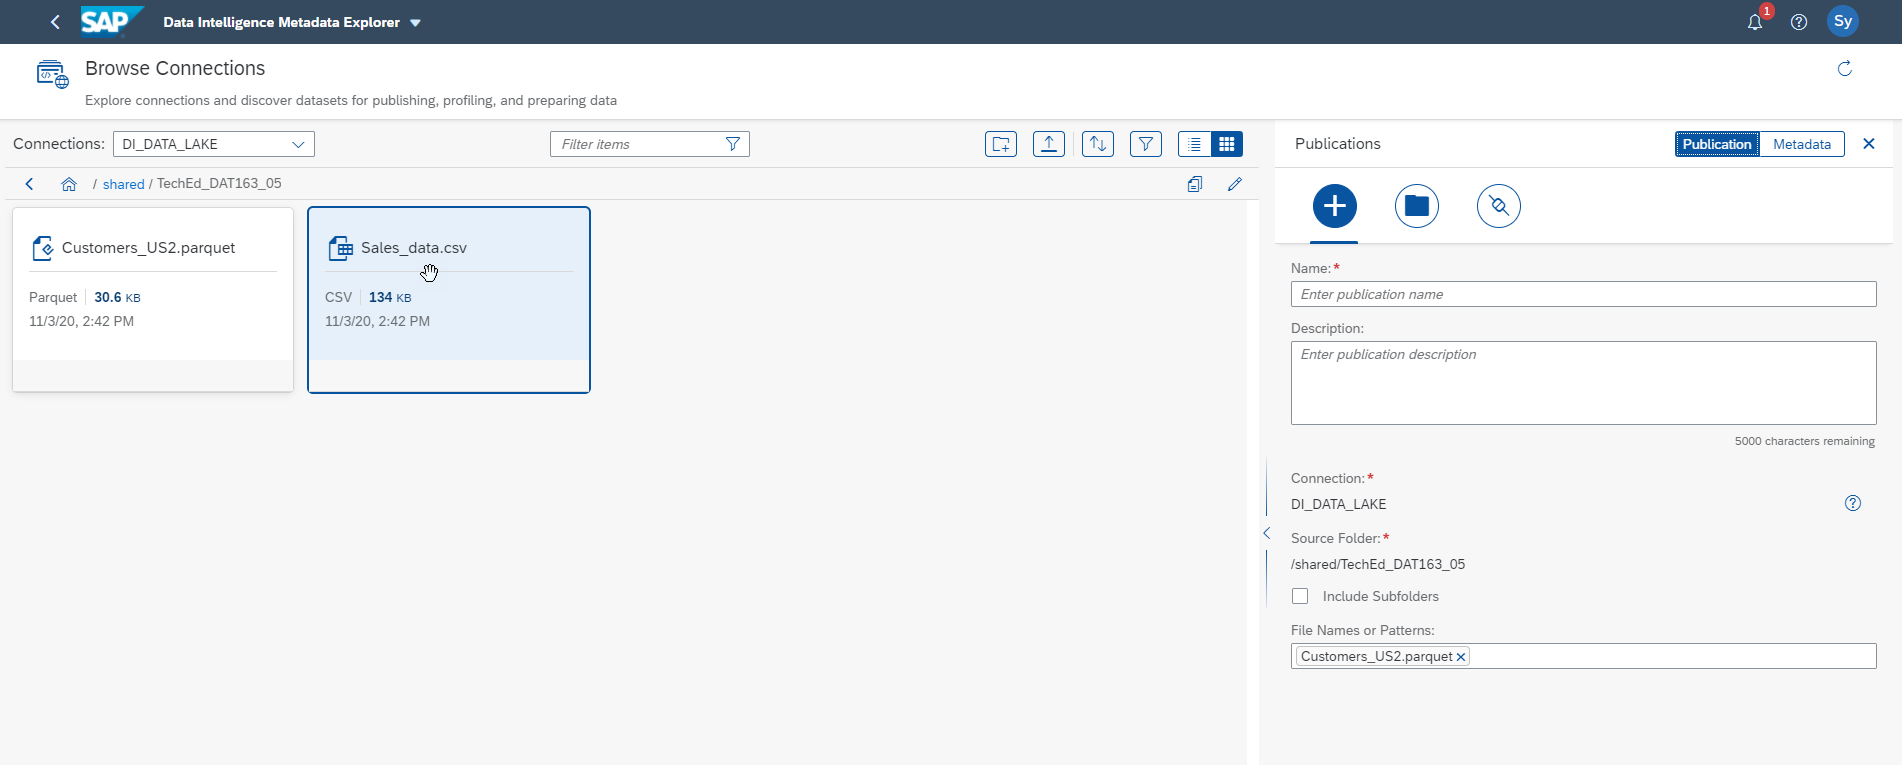 SAP Data Intelligence Metadata Explorer 1 Sy
Browse Connections
Explore connections and discover datasets for publishing, profiling, and preparing data
Connections: DI_DATA_LAKE Filter items
/ shared / TechEd_DAT163_05
Customers_US2.parquet
Parquet 30.6 KB
11/3/20, 2:42 PM
Sales_data.csv
CSV 134 KB
11/3/20, 2:42 PM
Publications Publication Metadata
Name:*
Enter publication name
Description:
Enter publication description
5000 characters remaining
Connection:*
DI_DATA_LAKE
Source Folder:*
/shared/TechEd_DAT163_05
Include Subfolders
File Names or Patterns:
Customers_US2.parquet